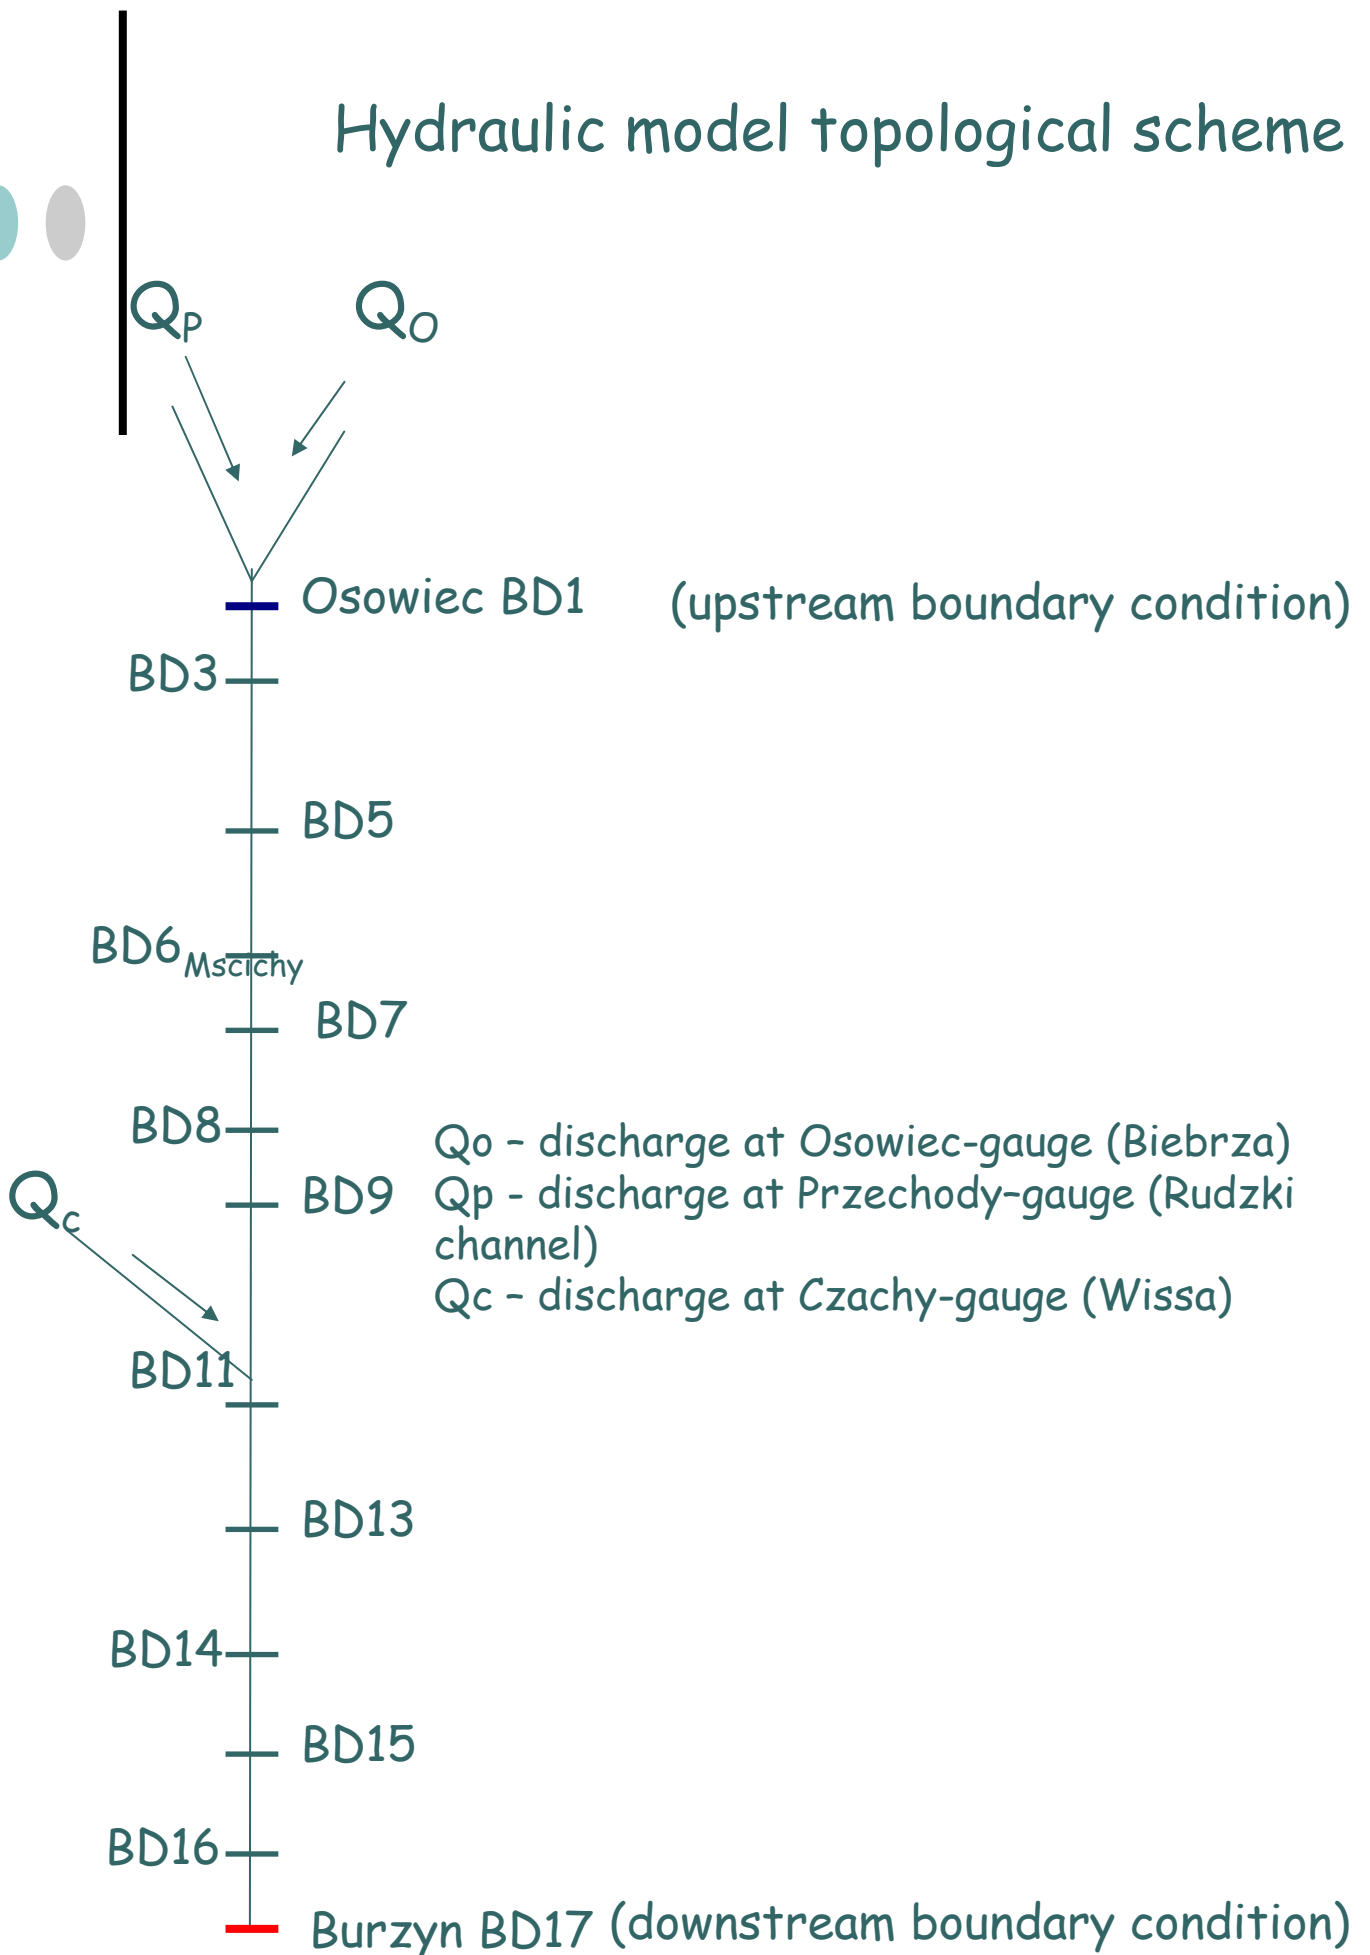 Hydraulic model topological scheme
QP
QO
Osowiec BD1 (upstream boundary condition)
BD3
BD5
BD6 Mscichy
BD7
BD8
Qo – discharge at Osowiec-gauge (Biebrza)
BD9
Qp - discharge at Przechody-gauge (Rudzki
channel)
Qc
Qc – discharge at Czachy-gauge (Wissa)
BD11
BD13
BD14
BD15
BD16
Burzyn BD17 (downstream boundary condition)